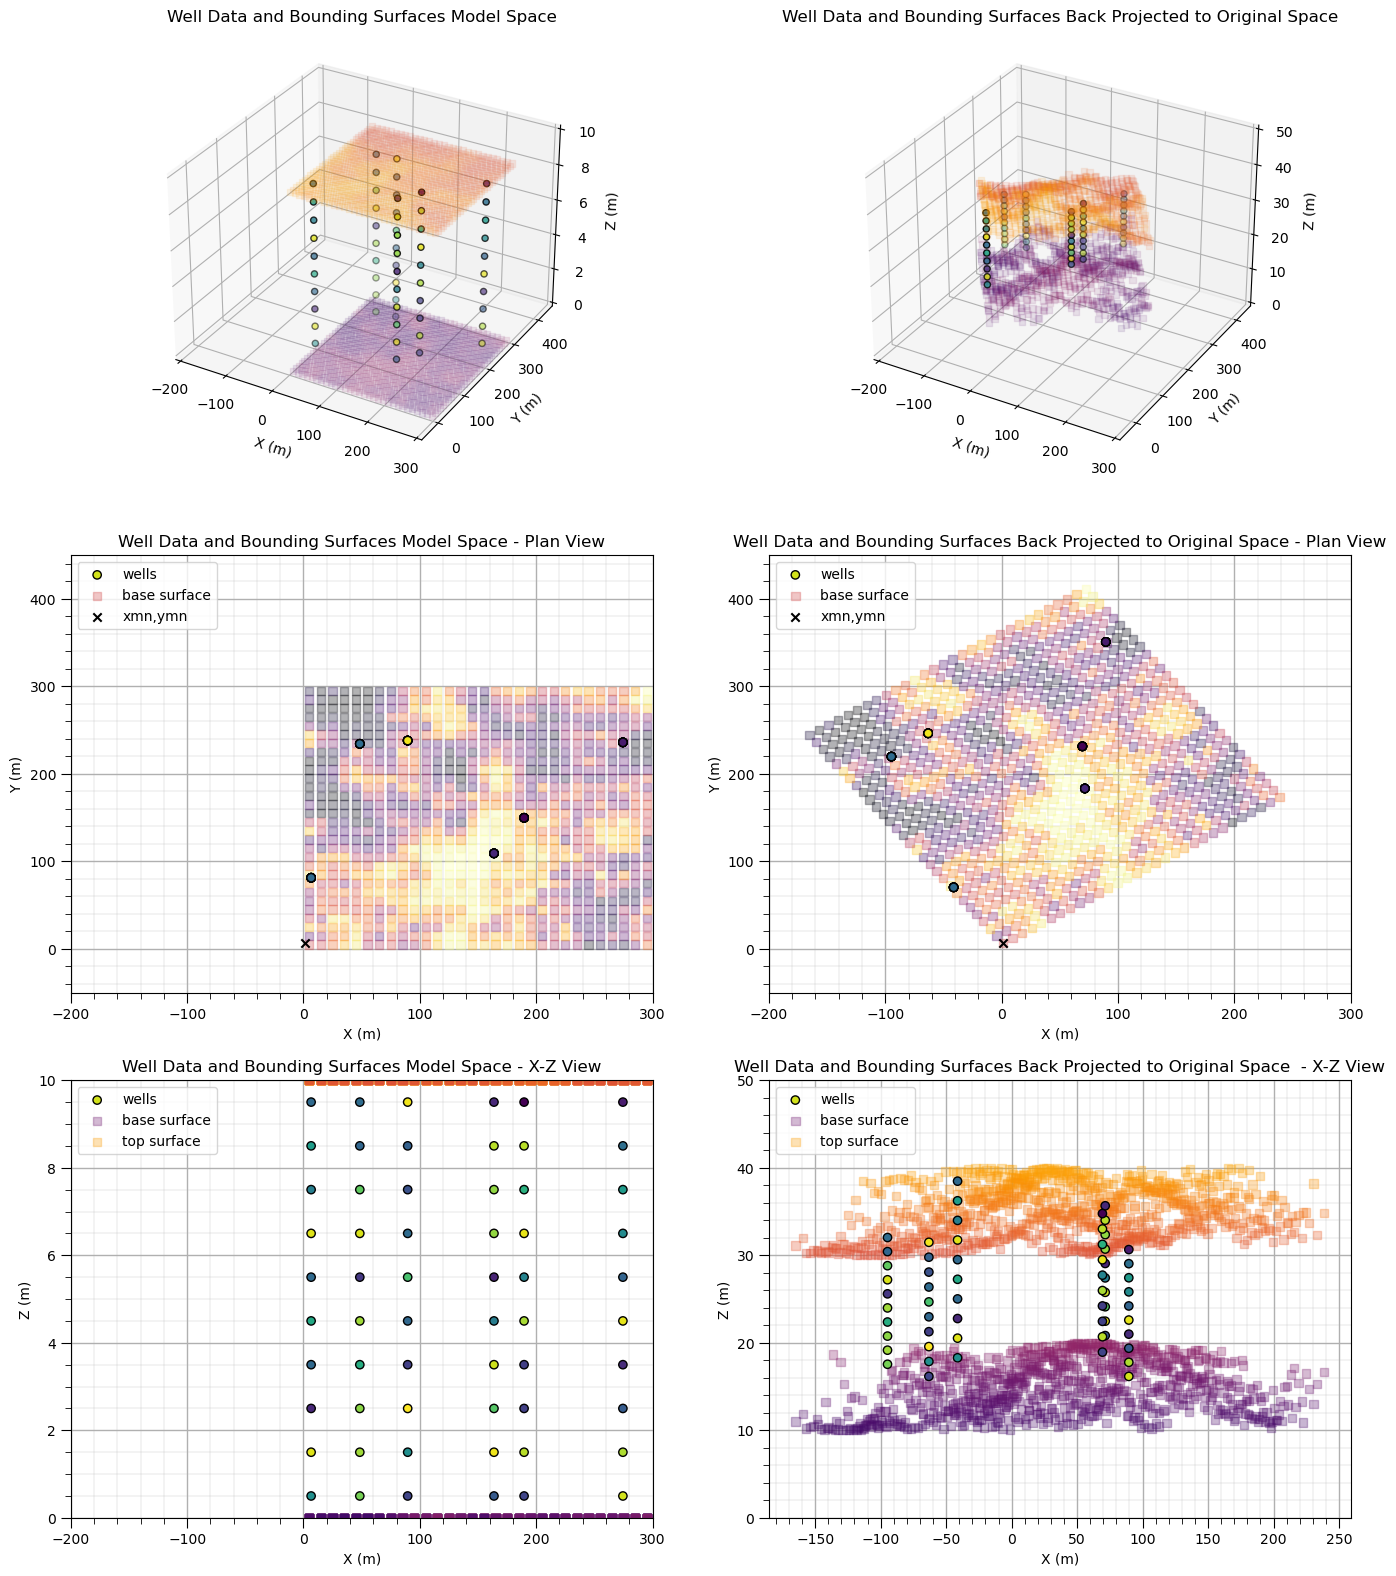 Well Data and Bounding Surfaces Model Space
10
8
6
4
2
0
Z (m)
−200
−100
0
100
200
300
X (m)
0
100
200
300
400
Y (m)
Well Data and Bounding Surfaces Back Projected to Original Space
50
40
30
20
10
0
Z (m)
−200
−100
0
100
200
300
X (m)
0
100
200
300
400
Y (m)
Well Data and Bounding Surfaces Model Space - Plan View
wells
base surface
xmn,ymn
400
300
200
100
0
Y (m)
−200
−100
0
100
200
300
X (m)
Well Data and Bounding Surfaces Back Projected to Original Space - Plan View
wells
base surface
xmn,ymn
400
300
200
100
0
Y (m)
−200
−100
0
100
200
300
X (m)
Well Data and Bounding Surfaces Model Space - X-Z View
wells
base surface
top surface
10
8
6
4
2
0
Z (m)
−200
−100
0
100
200
300
X (m)
Well Data and Bounding Surfaces Back Projected to Original Space  - X-Z View
wells
base surface
top surface
50
40
30
20
10
0
Z (m)
−150
−100
−50
0
50
100
150
200
250
X (m)